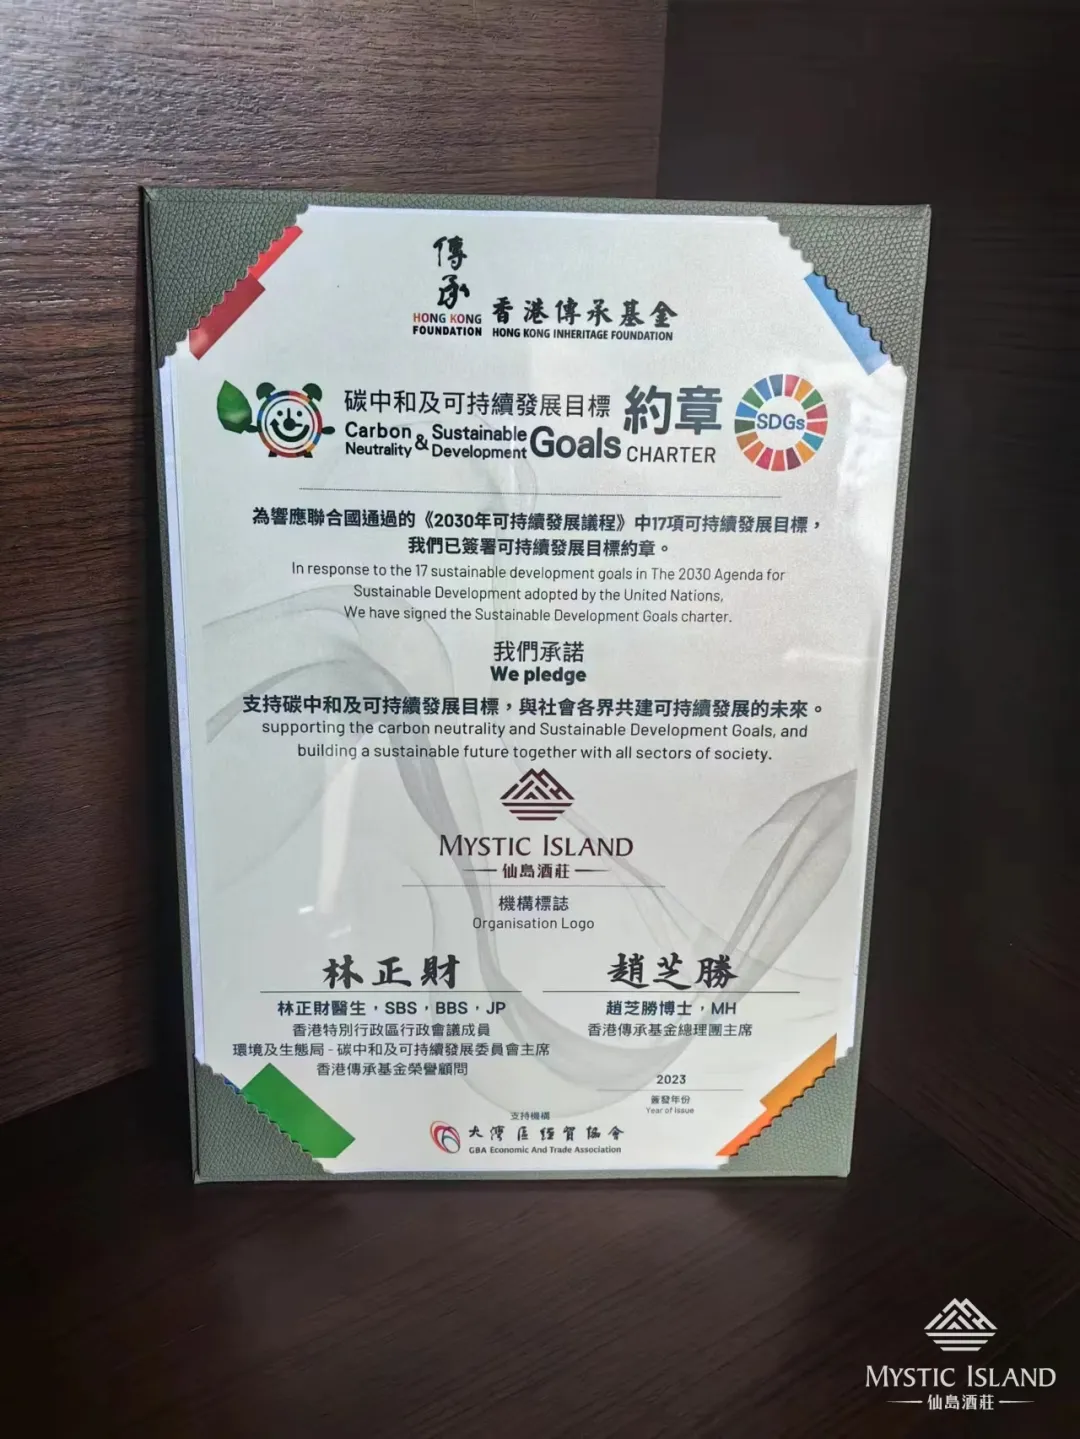 傳承
HONG KONG
FOUNDATION
香港傳承基金
HONG KONG INHERITAGE FOUNDATION
碳中和及可持續發展目標 約章
Carbon Neutrality & Sustainable Development Goals CHARTER
SDGs
為響應聯合國通過的《2030年可持續發展議程》中17項可持續發展目標，
我們已簽署可持續發展目標約章。
In response to the 17 sustainable development goals in The 2030 Agenda for
Sustainable Development adopted by the United Nations,
We have signed the Sustainable Development Goals charter.
我們承諾
We pledge
支持碳中和及可持續發展目標，與社會各界共建可持續發展的未來。
supporting the carbon neutrality and Sustainable Development Goals, and
building a sustainable future together with all sectors of society.
MYSTIC ISLAND
仙島酒莊
機構標誌
Organisation Logo
林正財
林正財醫生，SBS，BBS，JP
香港特別行政區行政會議成員
環境及生態局 - 碳中和及可持續發展委員會主席
香港傳承基金榮譽顧問
趙芝勝
趙芝勝博士，MH
香港傳承基金總理團主席
2023
簽發年份
Year of Issue
支持機構
大灣區經貿協會
GBA Economic And Trade Association
MYSTIC ISLAND
仙島酒莊